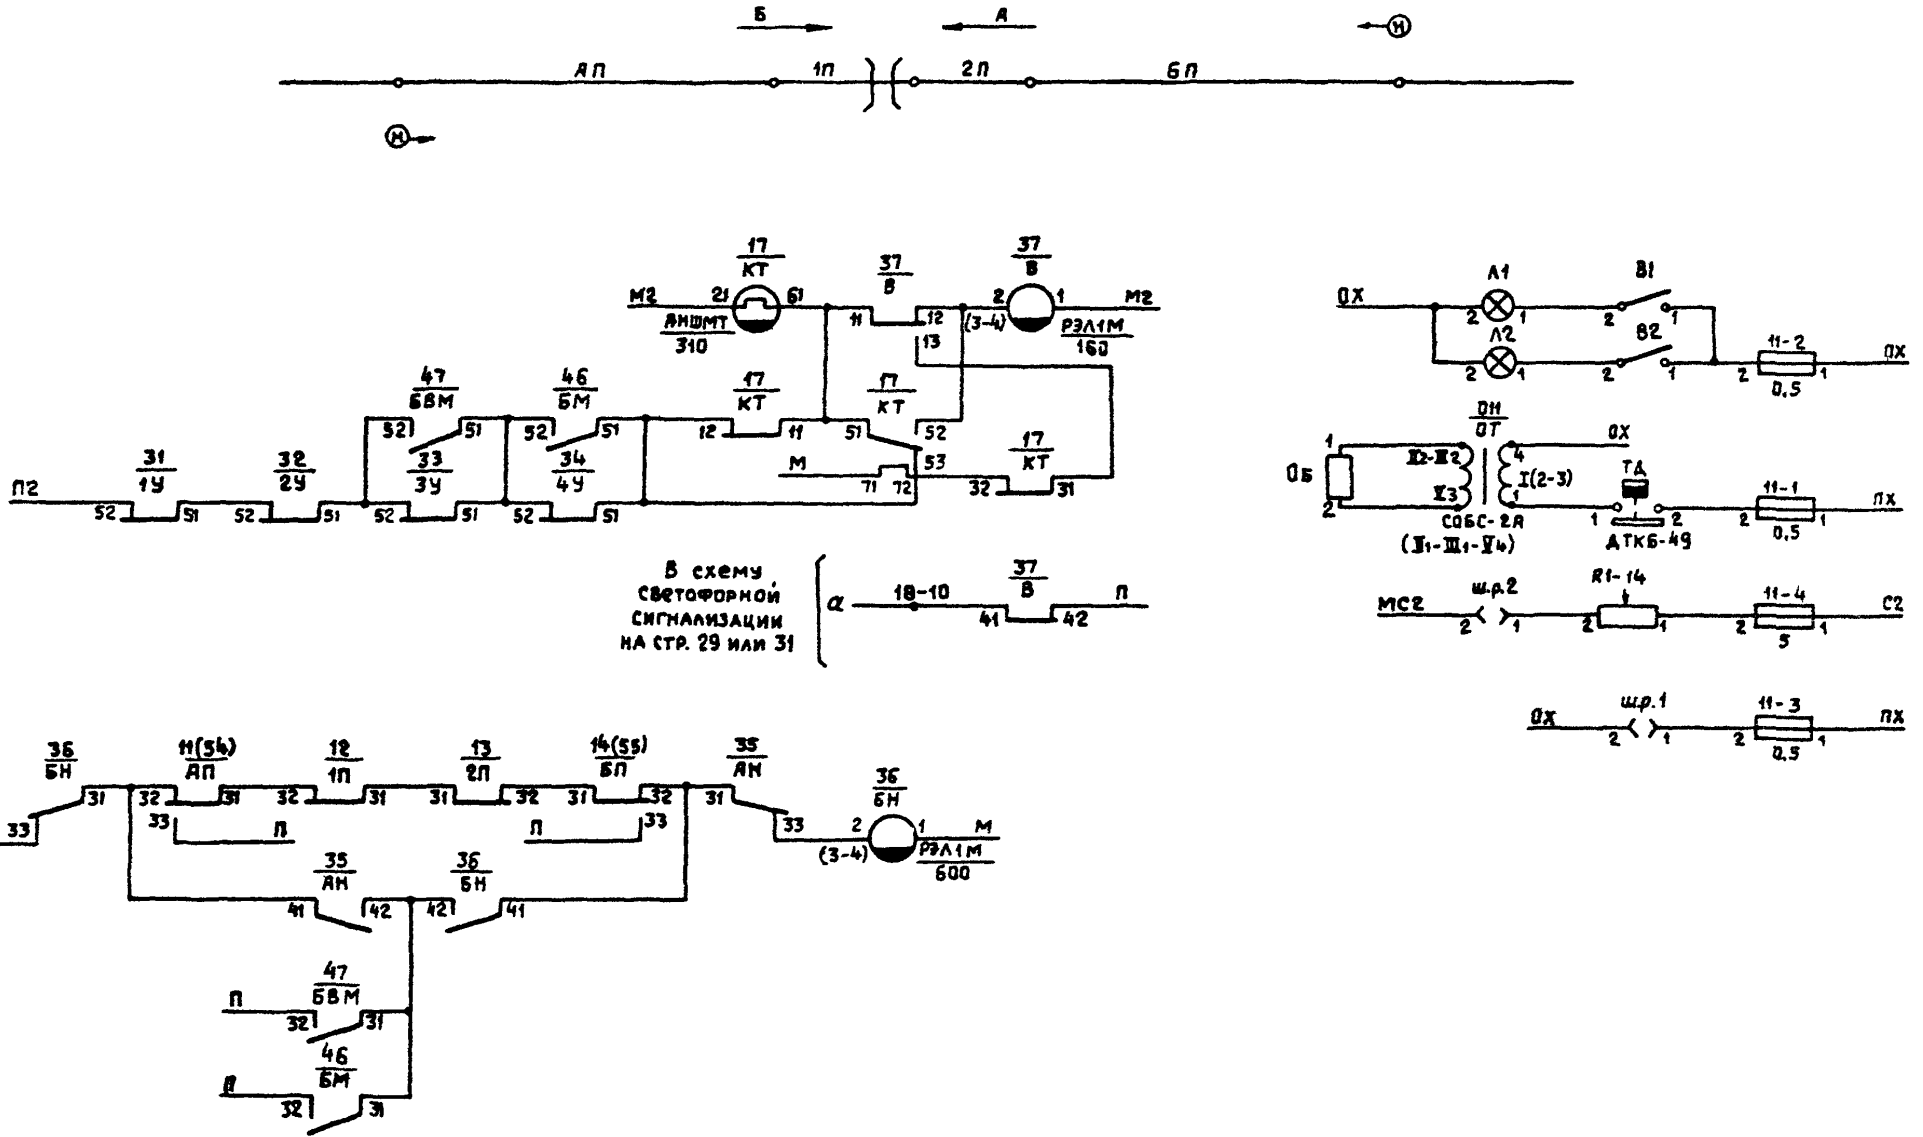 Б
А
М
АП
1П
2П
БП
М
17
КТ
М2
21
61
АНШМТ
310
37
В
11
12
13
37
В
2
1
(3-4)
М2
РЭЛ1М
160
47
БВМ
52
51
46
БМ
52
51
17
КТ
12
11
17
КТ
51
52
53
М
71
72
17
КТ
32
31
П2
31
1У
52
51
32
2У
52
51
33
3У
52
51
34
4У
52
51
В схему
светофорной
сигнализации
на стр. 29 или 31
а
18-10
37
В
41
42
П
Л1
В1
ОХ
2
1
2
1
Л2
В2
2
1
2
1
11-2
2
1
0,5
ПХ
ОН
ОТ
1
ОБ
2
II2-III2
V3
4
I(2-3)
1
ОХ
СОБС-2А
(II1-III1-V4)
ТД
1
2
ДТКБ-49
11-1
2
1
0,5
ПХ
МС2
ш.р.2
2
1
R1-14
2
1
11-4
2
1
5
С2
ОХ
ш.р.1
2
1
11-3
2
1
0,5
ПХ
36
БН
33
31
11(54)
АП
32
31
33
П
12
1П
32
31
13
2П
31
32
14(55)
БП
31
32
33
П
35
АН
31
33
36
БН
2
1
(3-4)
М
РЭЛ1М
600
35
АН
41
42
36
БН
42
41
47
БВМ
П
32
31
46
БМ
П
32
31